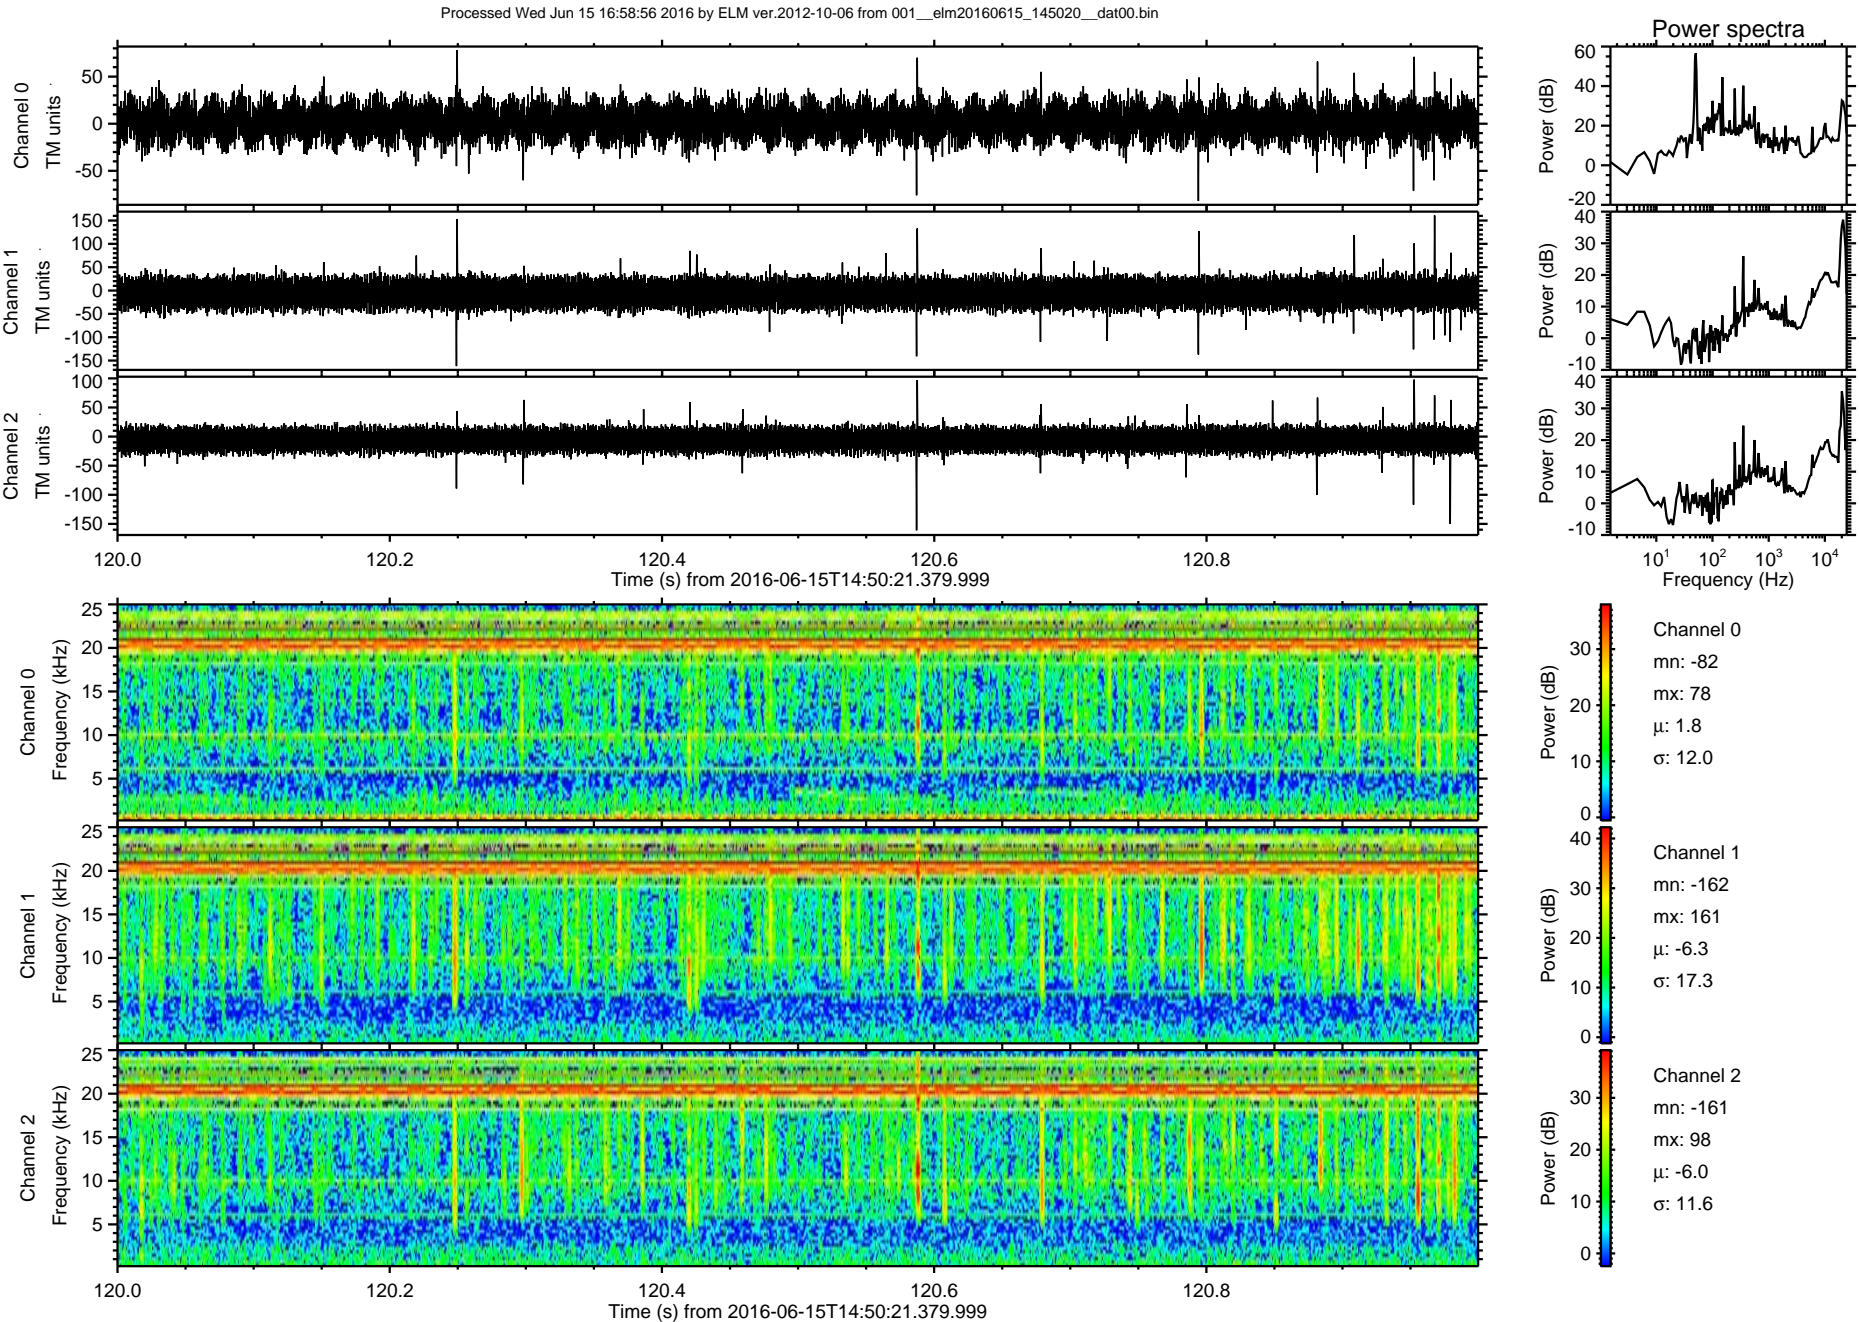 Processed Wed Jun 15 16:58:56 2016 by ELM ver.2012-10-06 from 001__elm20160615_145020__dat00.bin
Power spectra
Channel 0
TM units
50
0
-50
Power (dB)
60
40
20
0
-20
Channel 1
TM units
150
100
50
0
-50
-100
-150
Power (dB)
40
30
20
10
0
-10
Channel 2
TM units
100
50
0
-50
-100
-150
Power (dB)
40
30
20
10
0
-10
120.0 120.2 120.4 120.6 120.8
Time (s) from 2016-06-15T14:50:21.379.999
10¹ 10² 10³ 10⁴
Frequency (Hz)
Channel 0
Frequency (kHz)
25
20
15
10
5
Power (dB)
30
20
10
0
Channel 0
mn: -82
mx: 78
μ: 1.8
σ: 12.0
Channel 1
Frequency (kHz)
25
20
15
10
5
Power (dB)
40
30
20
10
0
Channel 1
mn: -162
mx: 161
μ: -6.3
σ: 17.3
Channel 2
Frequency (kHz)
25
20
15
10
5
Power (dB)
30
20
10
0
Channel 2
mn: -161
mx: 98
μ: -6.0
σ: 11.6
120.0 120.2 120.4 120.6 120.8
Time (s) from 2016-06-15T14:50:21.379.999